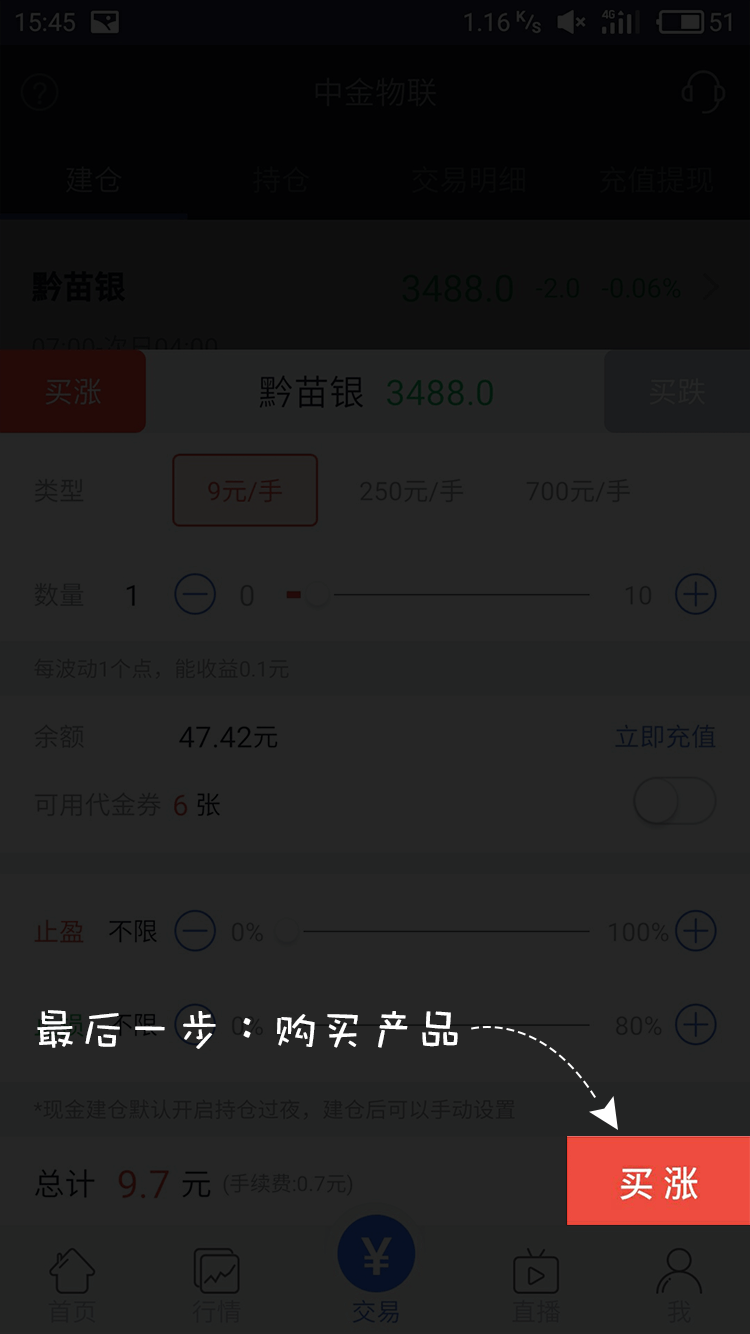 15:45 1.16 K/s 4G 51
中金物联
建仓 持仓 交易明细 充值提现
黔苗银 3488.0 -2.0 -0.06%
07:00-次日04:00
买涨 黔苗银 3488.0 买跌
类型 9元/手 250元/手 700元/手
数量 1 0 10
每波动1个点，能收益0.1元
余额 47.42元 立即充值
可用代金券 6 张
止盈 不限 0% 100%
最后一步：购买产品
不限 0% 80%
*现金建仓默认开启持仓过夜，建仓后可以手动设置
总计 9.7 元 (手续费:0.7元) 买涨
¥
首页 行情 交易 直播 我